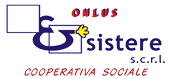 ONLUS
&sistere
s.c.r.l.
COOPERATIVA SOCIALE